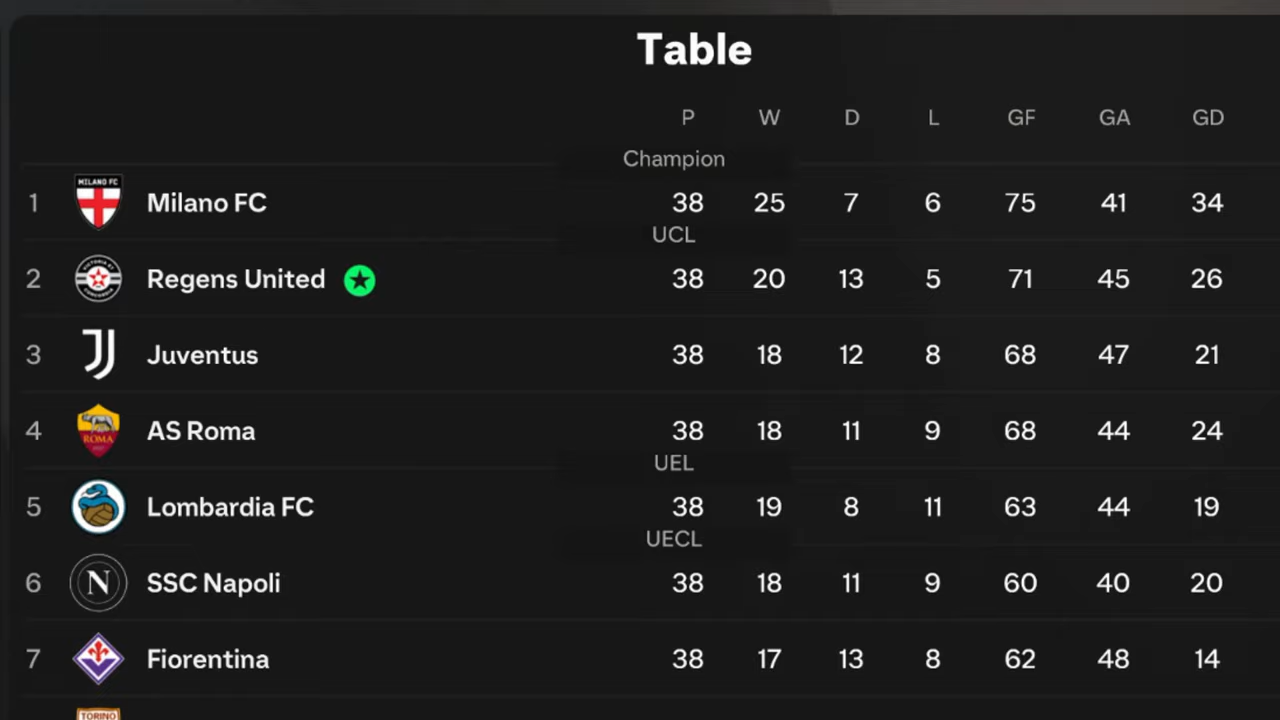 Table
P W D L GF GA GD
Champion
1 MILANO FC Milano FC 38 25 7 6 75 41 34
UCL
2 Regens United 38 20 13 5 71 45 26
3 Juventus 38 18 12 8 68 47 21
4 ROMA AS Roma 38 18 11 9 68 44 24
UEL
5 Lombardia FC 38 19 8 11 63 44 19
UECL
6 N SSC Napoli 38 18 11 9 60 40 20
7 Fiorentina 38 17 13 8 62 48 14
TORINO